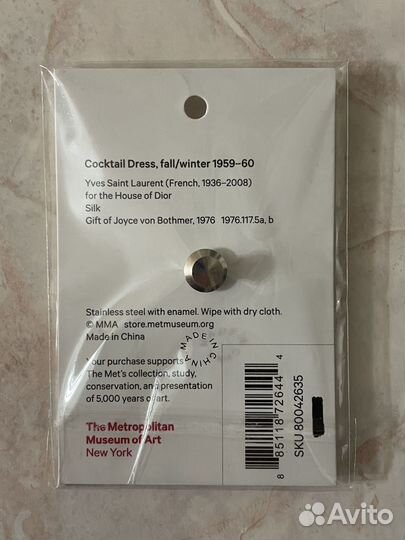 Cocktail Dress, fall/winter 1959–60
Yves Saint Laurent (French, 1936–2008)
for the House of Dior
Silk
Gift of Joyce von Bothmer, 1976 1976.117.5a, b
Stainless steel with enamel. Wipe with dry cloth.
© MMA store.metmuseum.org
Made in China
MADE IN CHINA
Your purchase supports
The Met's collection, study,
conservation, and presentation
of 5,000 years of art.
The Metropolitan
Museum of Art
New York
8 85118 72644 4
SKU 80042635
Avito